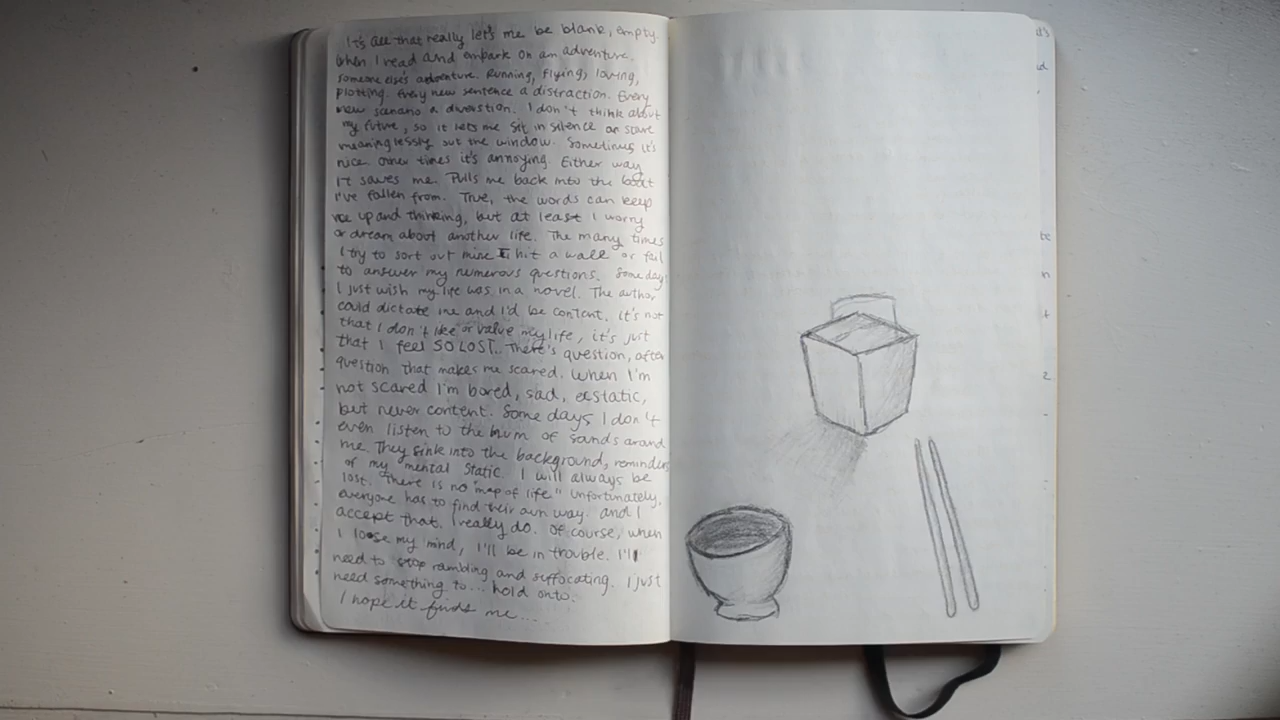 It's all that really let's me be blank, empty.
When I read and embark on an adventure.
Someone else's adventure. Running, flying, loving,
plotting. Every new sentence a distraction. Every
new scenario a diversion. I don't think about
my future, so it lets me sit in silence or stare
meaninglessly out the window. Sometimes it's
nice. Other times it's annoying. Either way
it saves me. Pulls me back into the boat
I've fallen from. True, the words can keep
me up and thinking, but at least I worry
or dream about another life. The many times
I try to sort out mine I hit a wall or fail
to answer my numerous questions. Some days
I just wish my life was in a novel. The author
could dictate me and I'd be content. It's not
that I don't like or value my life, it's just
that I feel SO LOST. There's question, after
question that makes me scared. When I'm
not scared I'm bored, sad, ecstatic,
but never content. Some days I don't
even listen to the hum of sands around
me. They sink into the background, reminders
of my mental static. I will always be
lost. There is no "map of life" unfortunately,
everyone has to find their own way. and I
accept that. I really do. Of course, when
I loose my mind, I'll be in trouble. I'll
need to stop rambling and suffocating. I just
need something to... hold onto.
I hope it finds me...
te
n
t
2